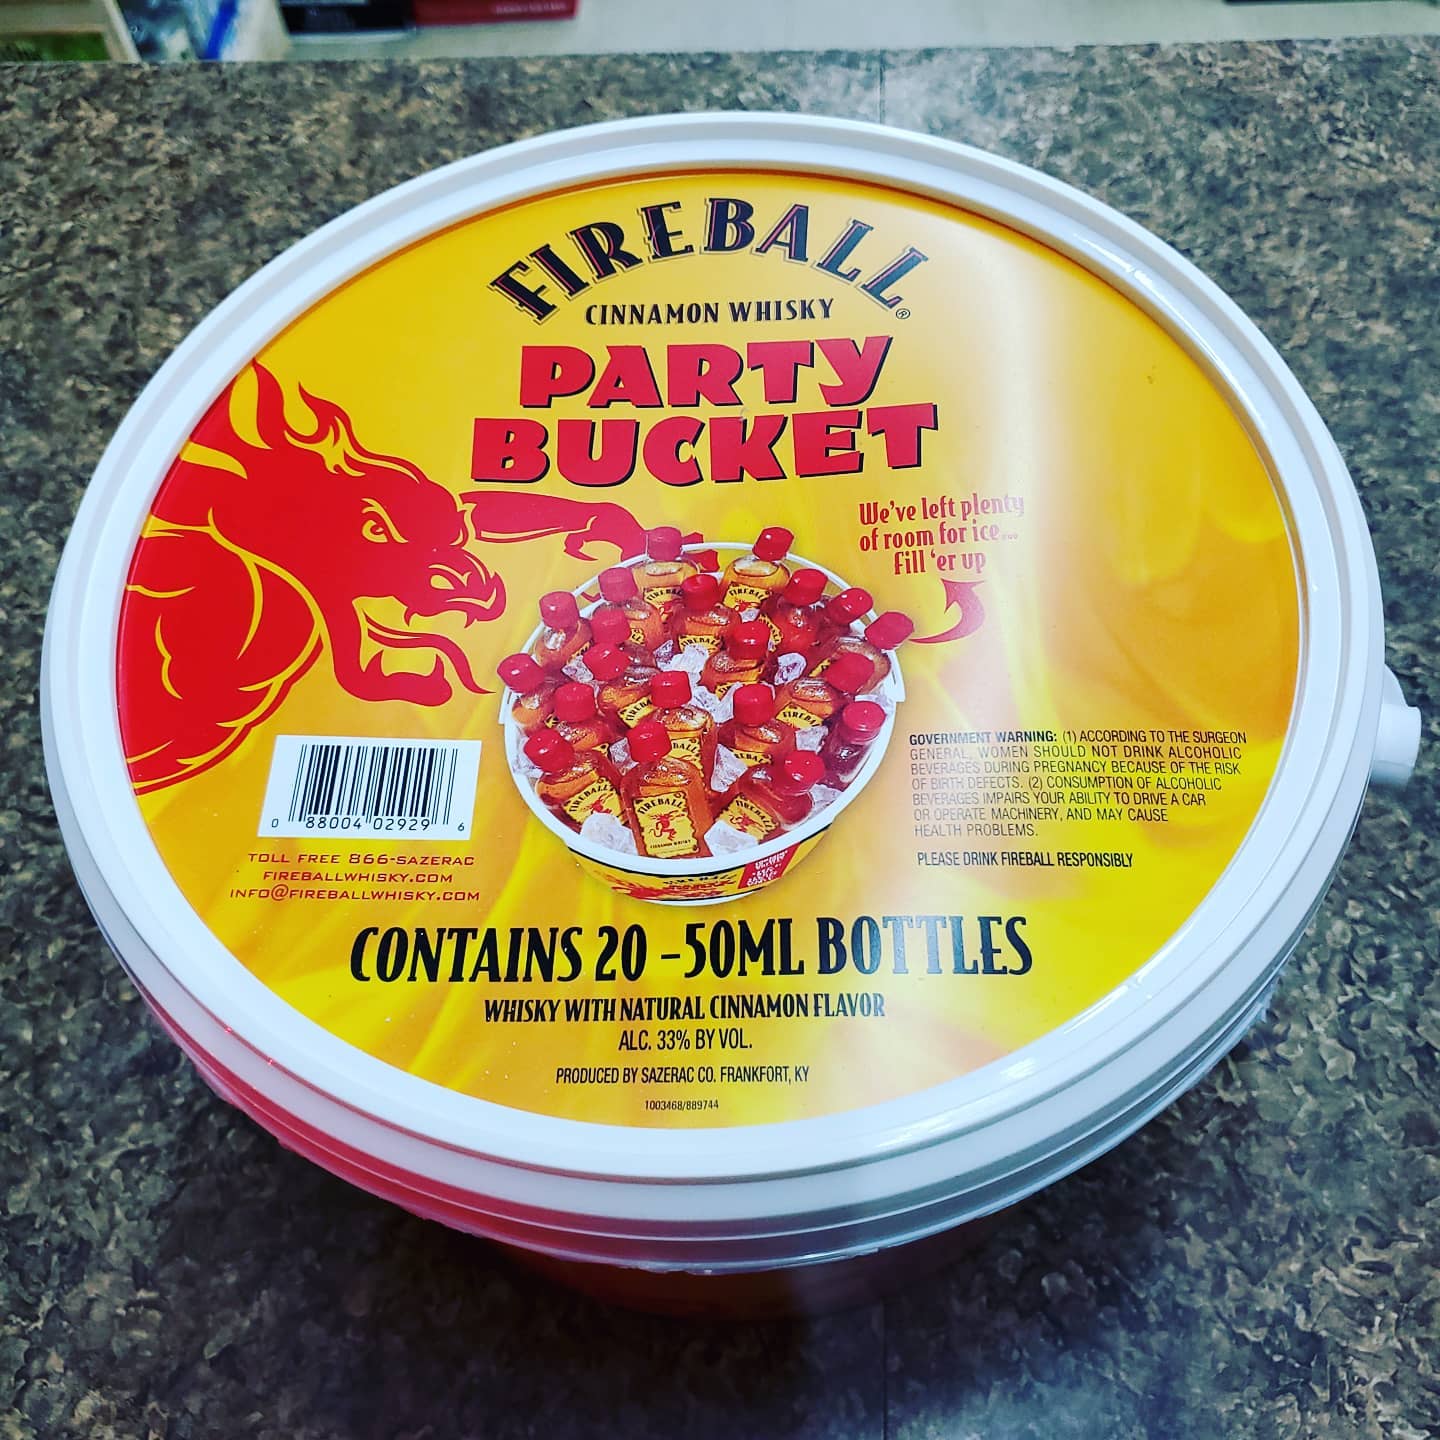 FIREBALL®
CINNAMON WHISKY
PARTY
BUCKET
We've left plenty
of room for ice...
fill 'er up
GOVERNMENT WARNING: (1) ACCORDING TO THE SURGEON
GENERAL, WOMEN SHOULD NOT DRINK ALCOHOLIC
BEVERAGES DURING PREGNANCY BECAUSE OF THE RISK
OF BIRTH DEFECTS. (2) CONSUMPTION OF ALCOHOLIC
BEVERAGES IMPAIRS YOUR ABILITY TO DRIVE A CAR
OR OPERATE MACHINERY, AND MAY CAUSE
HEALTH PROBLEMS.
PLEASE DRINK FIREBALL RESPONSIBLY
0 88004 02929 6
TOLL FREE 866-SAZERAC
FIREBALLWHISKY.COM
INFO@FIREBALLWHISKY.COM
FIREBALL
CINNAMON WHISKY
FIREBALL
CONTAINS 20 -50ML BOTTLES
WHISKY WITH NATURAL CINNAMON FLAVOR
ALC. 33% BY VOL.
PRODUCED BY SAZERAC CO. FRANKFORT, KY
1003468/889744